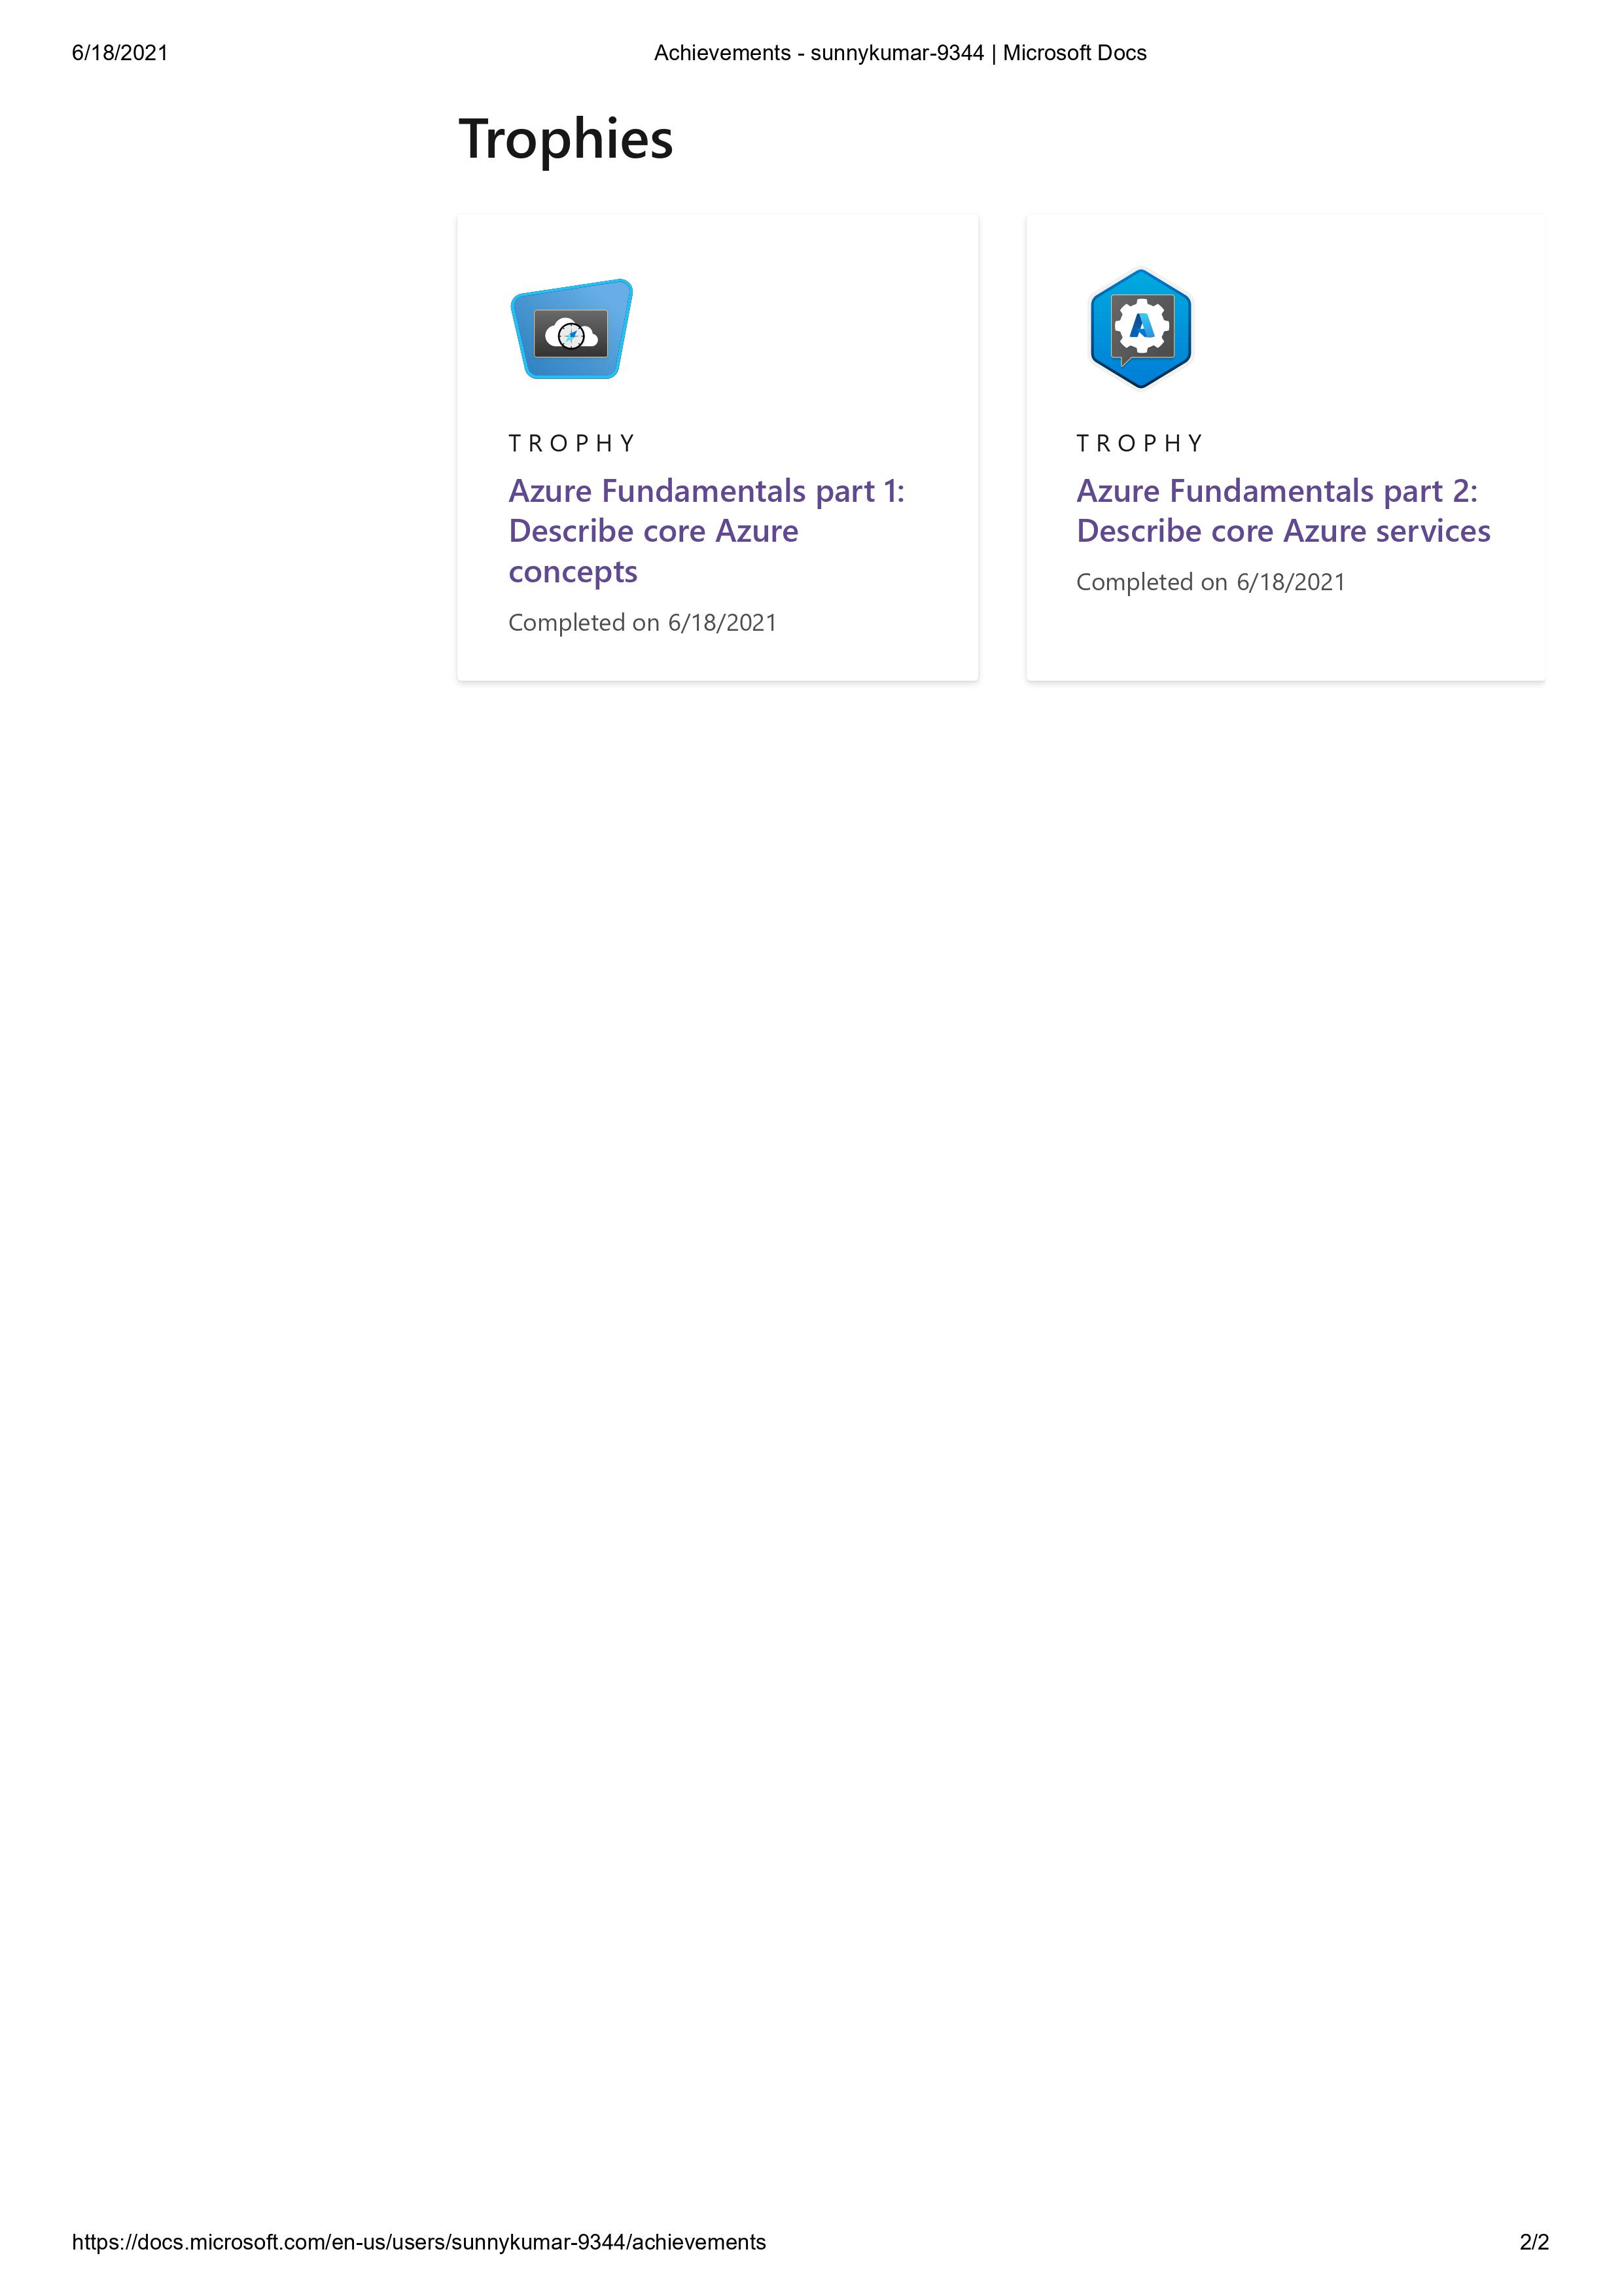 6/18/2021
Achievements - sunnykumar-9344 | Microsoft Docs
Trophies
TROPHY
Azure Fundamentals part 1:
Describe core Azure
concepts
Completed on 6/18/2021
TROPHY
Azure Fundamentals part 2:
Describe core Azure services
Completed on 6/18/2021
https://docs.microsoft.com/en-us/users/sunnykumar-9344/achievements
2/2